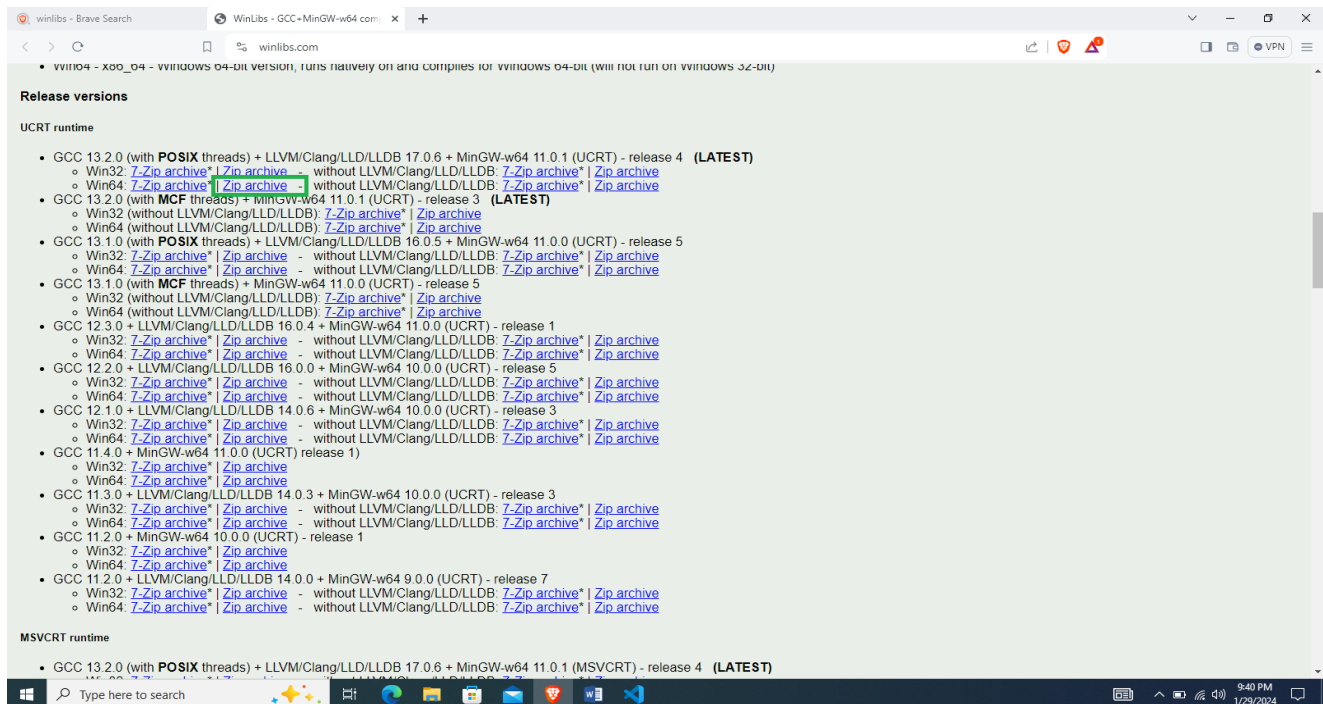 winlibs - Brave Search
WinLibs - GCC+MinGW-w64 com
winlibs.com
VPN
Win64 - x86_64 - Windows 64-bit version, runs natively on and compiles for Windows 64-bit (will not run on Windows 32-bit)
Release versions
UCRT runtime
GCC 13.2.0 (with POSIX threads) + LLVM/Clang/LLD/LLDB 17.0.6 + MinGW-w64 11.0.1 (UCRT) - release 4 (LATEST)
Win32: 7-Zip archive* | Zip archive - without LLVM/Clang/LLD/LLDB: 7-Zip archive* | Zip archive
Win64: 7-Zip archive* | Zip archive - without LLVM/Clang/LLD/LLDB: 7-Zip archive* | Zip archive
GCC 13.2.0 (with MCF threads) + MinGW-w64 11.0.1 (UCRT) - release 3 (LATEST)
Win32 (without LLVM/Clang/LLD/LLDB): 7-Zip archive* | Zip archive
Win64 (without LLVM/Clang/LLD/LLDB): 7-Zip archive* | Zip archive
GCC 13.1.0 (with POSIX threads) + LLVM/Clang/LLD/LLDB 16.0.5 + MinGW-w64 11.0.0 (UCRT) - release 5
Win32: 7-Zip archive* | Zip archive - without LLVM/Clang/LLD/LLDB: 7-Zip archive* | Zip archive
Win64: 7-Zip archive* | Zip archive - without LLVM/Clang/LLD/LLDB: 7-Zip archive* | Zip archive
GCC 13.1.0 (with MCF threads) + MinGW-w64 11.0.0 (UCRT) - release 5
Win32 (without LLVM/Clang/LLD/LLDB): 7-Zip archive* | Zip archive
Win64 (without LLVM/Clang/LLD/LLDB): 7-Zip archive* | Zip archive
GCC 12.3.0 + LLVM/Clang/LLD/LLDB 16.0.4 + MinGW-w64 11.0.0 (UCRT) - release 1
Win32: 7-Zip archive* | Zip archive - without LLVM/Clang/LLD/LLDB: 7-Zip archive* | Zip archive
Win64: 7-Zip archive* | Zip archive - without LLVM/Clang/LLD/LLDB: 7-Zip archive* | Zip archive
GCC 12.2.0 + LLVM/Clang/LLD/LLDB 16.0.0 + MinGW-w64 10.0.0 (UCRT) - release 5
Win32: 7-Zip archive* | Zip archive - without LLVM/Clang/LLD/LLDB: 7-Zip archive* | Zip archive
Win64: 7-Zip archive* | Zip archive - without LLVM/Clang/LLD/LLDB: 7-Zip archive* | Zip archive
GCC 12.1.0 + LLVM/Clang/LLD/LLDB 14.0.6 + MinGW-w64 10.0.0 (UCRT) - release 3
Win32: 7-Zip archive* | Zip archive - without LLVM/Clang/LLD/LLDB: 7-Zip archive* | Zip archive
Win64: 7-Zip archive* | Zip archive - without LLVM/Clang/LLD/LLDB: 7-Zip archive* | Zip archive
GCC 11.4.0 + MinGW-w64 11.0.0 (UCRT) release 1)
Win32: 7-Zip archive* | Zip archive
Win64: 7-Zip archive* | Zip archive
GCC 11.3.0 + LLVM/Clang/LLD/LLDB 14.0.3 + MinGW-w64 10.0.0 (UCRT) - release 3
Win32: 7-Zip archive* | Zip archive - without LLVM/Clang/LLD/LLDB: 7-Zip archive* | Zip archive
Win64: 7-Zip archive* | Zip archive - without LLVM/Clang/LLD/LLDB: 7-Zip archive* | Zip archive
GCC 11.2.0 + MinGW-w64 10.0.0 (UCRT) - release 1
Win32: 7-Zip archive* | Zip archive
Win64: 7-Zip archive* | Zip archive
GCC 11.2.0 + LLVM/Clang/LLD/LLDB 14.0.0 + MinGW-w64 9.0.0 (UCRT) - release 7
Win32: 7-Zip archive* | Zip archive - without LLVM/Clang/LLD/LLDB: 7-Zip archive* | Zip archive
Win64: 7-Zip archive* | Zip archive - without LLVM/Clang/LLD/LLDB: 7-Zip archive* | Zip archive
MSVCRT runtime
GCC 13.2.0 (with POSIX threads) + LLVM/Clang/LLD/LLDB 17.0.6 + MinGW-w64 11.0.1 (MSVCRT) - release 4 (LATEST)
Type here to search
9:40 PM
1/29/2024